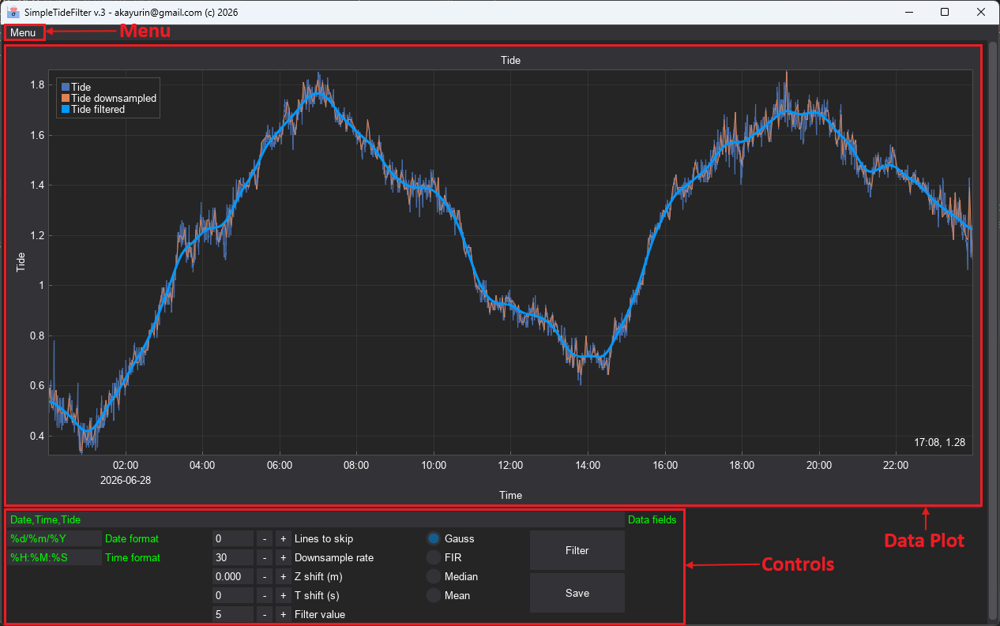 SimpleTideFilter v.3 - akayurin@gmail.com (c) 2026
Menu
Menu
Tide
Tide
Tide downsampled
Tide filtered
1.8
1.6
1.4
1.2
1
0.8
0.6
0.4
Tide
17:08, 1.28
02:00 04:00 06:00 08:00 10:00 12:00 14:00 16:00 18:00 20:00 22:00
2026-06-28
Time
Data Plot
Date,Time,Tide Data fields
%d/%m/%Y Date format 0 - + Lines to skip Gauss Filter
%H:%M:%S Time format 30 - + Downsample rate FIR
0.000 - + Z shift (m) Median Save
0 - + T shift (s) Mean
5 - + Filter value
Controls